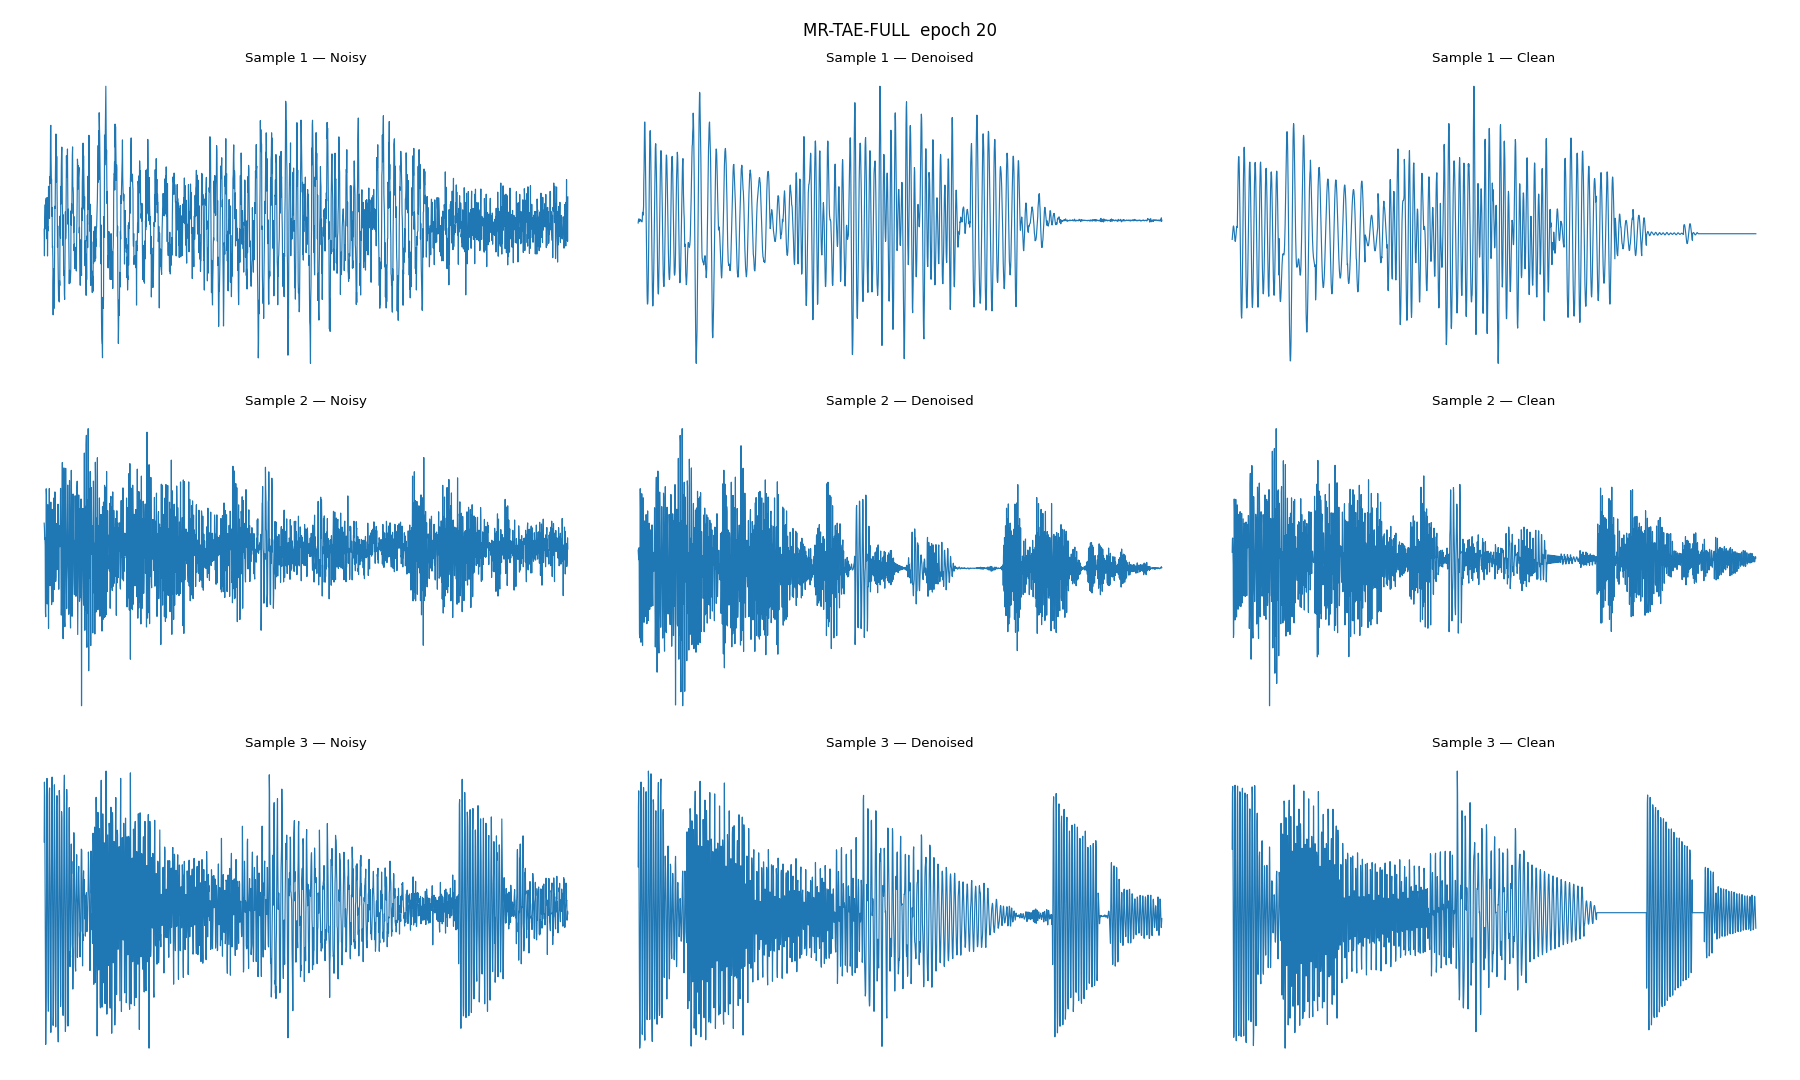 MR-TAE-FULL  epoch 20
Sample 1 — Noisy
Sample 1 — Denoised
Sample 1 — Clean
Sample 2 — Noisy
Sample 2 — Denoised
Sample 2 — Clean
Sample 3 — Noisy
Sample 3 — Denoised
Sample 3 — Clean